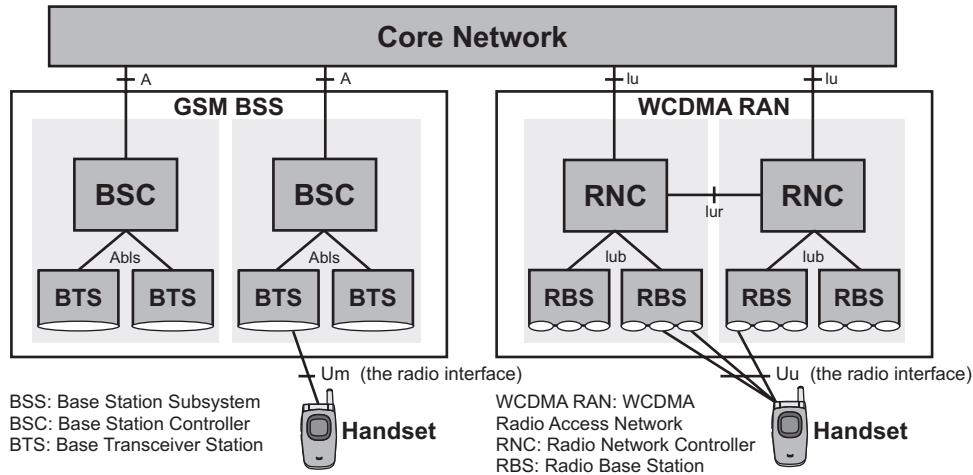 Core Network
A A Iu Iu
GSM BSS WCDMA RAN
BSC BSC RNC RNC
Iur
AbIs AbIs Iub Iub
BTS BTS BTS BTS RBS RBS RBS RBS
Um (the radio interface) Uu (the radio interface)
BSS: Base Station Subsystem
BSC: Base Station Controller
BTS: Base Transceiver Station
Handset
WCDMA RAN: WCDMA
Radio Access Network
RNC: Radio Network Controller
RBS: Radio Base Station
Handset